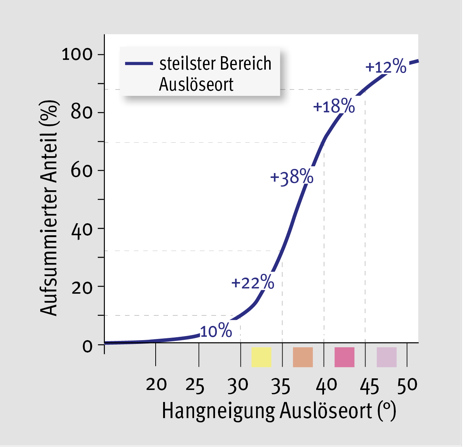 Aufsummierter Anteil (%)
100
80
60
40
20
0
steilster Bereich
Auslöseort
+12%
+18%
+38%
+22%
10%
20 25 30 35 40 45 50
Hangneigung Auslöseort (°)